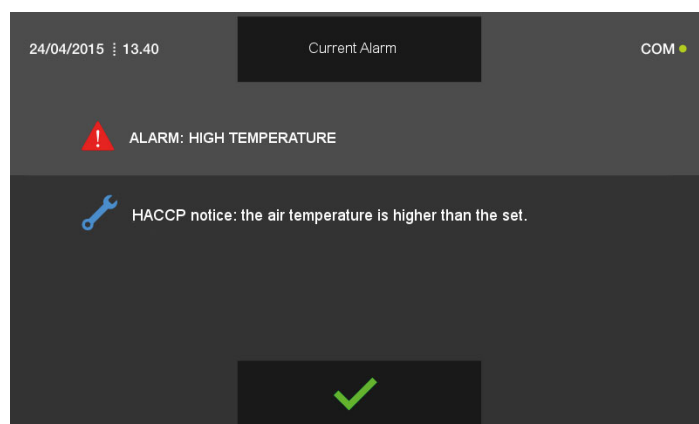 24/04/2015 ⁞ 13.40
Current Alarm
COM
ALARM: HIGH TEMPERATURE
HACCP notice: the air temperature is higher than the set.